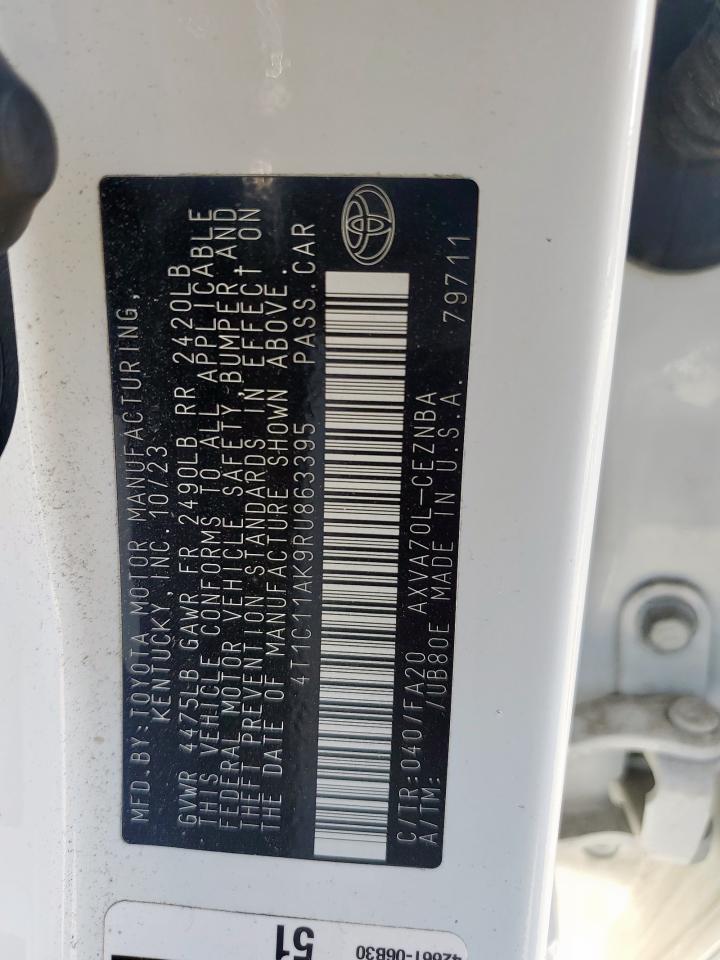 MFD.BY:TOYOTA MOTOR MANUFACTURING,
KENTUCKY, INC. 10/23
GVWR 4475LB GAWR FR 2490LB RR 2420LB
THIS VEHICLE CONFORMS TO ALL APPLICABLE
FEDERAL MOTOR VEHICLE SAFETY,BUMPER,AND
THEFT PREVENTION STANDARDS IN EFFECT ON
THE DATE OF MANUFACTURE SHOWN ABOVE.
4T1C11AK9RU863395 PASS.CAR
C/TR:040/FA20 AXVA70L-CEZNBA
A/TM: /UB80E MADE IN U.S.A. 79711
51
42661-06B30